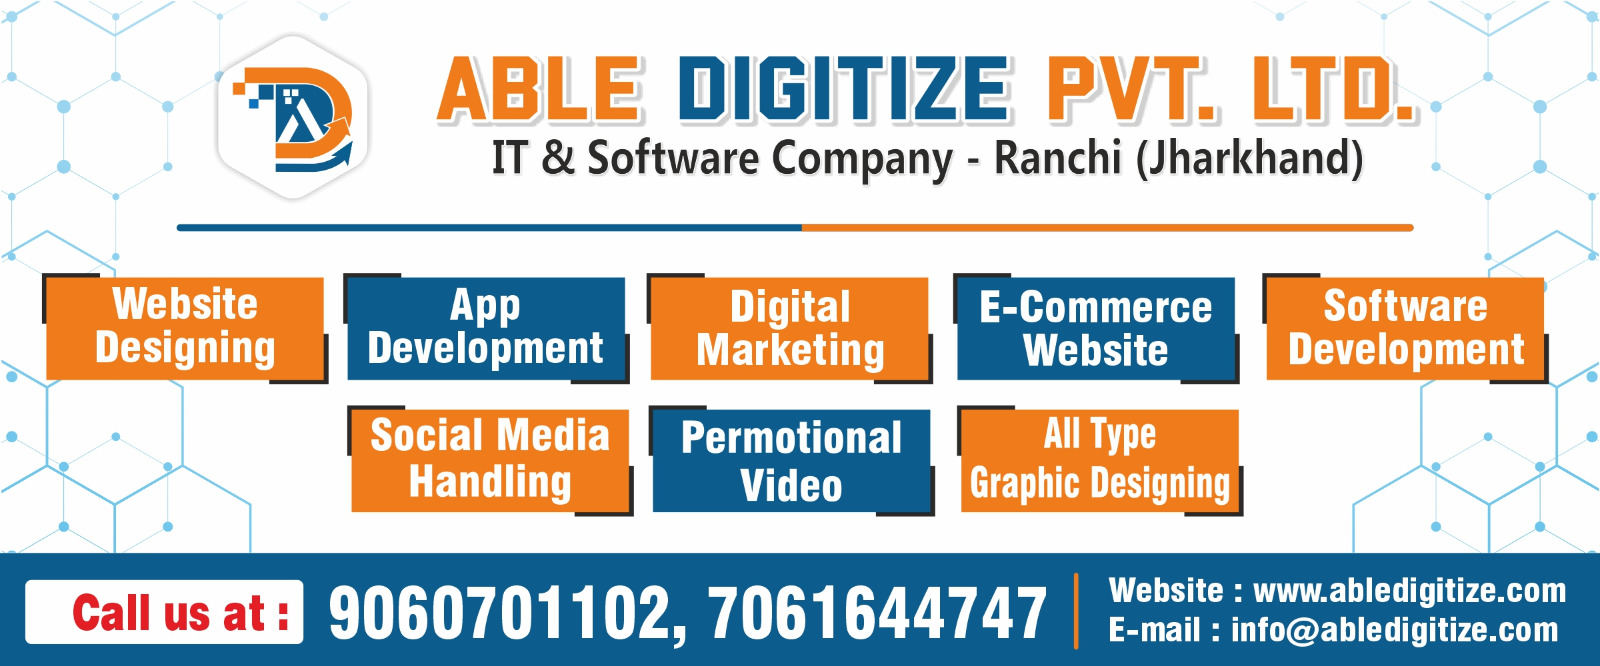 ABLE DIGITIZE PVT. LTD.
IT & Software Company - Ranchi (Jharkhand)
Website
Designing
App
Development
Digital
Marketing
E-Commerce
Website
Software
Development
Social Media
Handling
Permotional
Video
All Type
Graphic Designing
Call us at : 9060701102, 7061644747
Website : www.abledigitize.com
E-mail : info@abledigitize.com